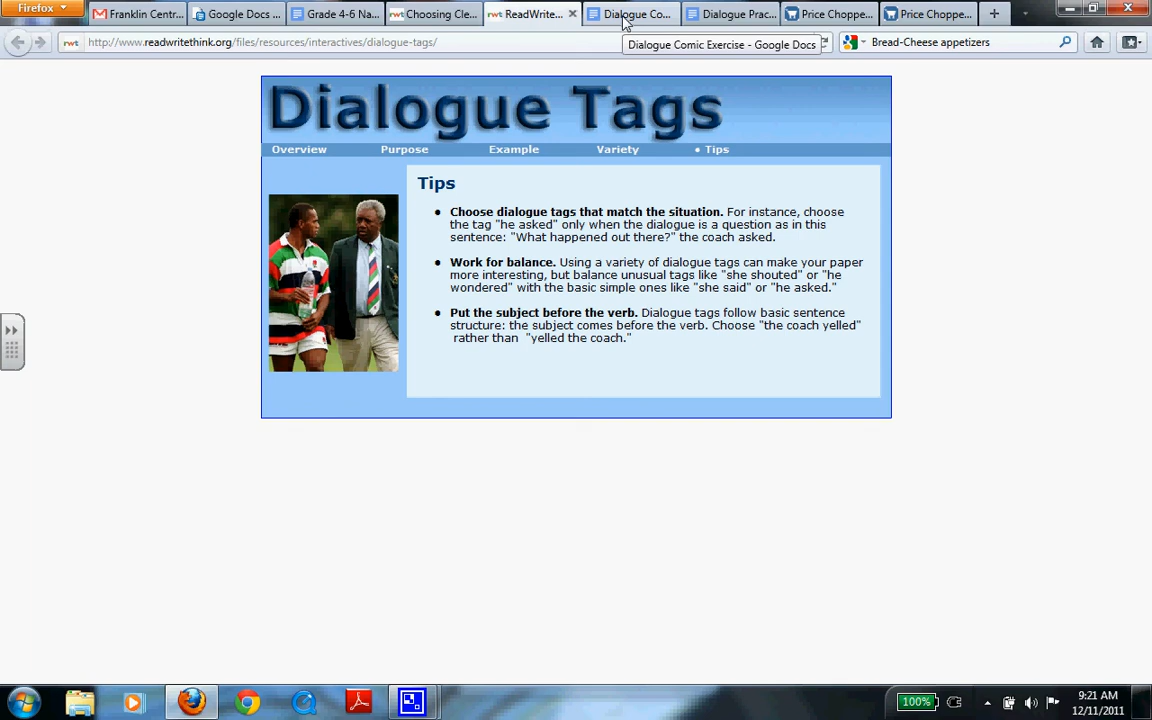 Firefox
Franklin Centr...
Google Docs ...
Grade 4-6 Na...
rwt Choosing Cle...
rwt ReadWrite...
Dialogue Co...
Dialogue Prac...
Price Choppe...
Price Choppe...
rwt http://www.readwritethink.org/files/resources/interactives/dialogue-tags/
Dialogue Comic Exercise - Google Docs
Bread-Cheese appetizers
Dialogue Tags
Overview Purpose Example Variety • Tips
Tips
• Choose dialogue tags that match the situation. For instance, choose
the tag "he asked" only when the dialogue is a question as in this
sentence: "What happened out there?" the coach asked.
• Work for balance. Using a variety of dialogue tags can make your paper
more interesting, but balance unusual tags like "she shouted" or "he
wondered" with the basic simple ones like "she said" or "he asked."
• Put the subject before the verb. Dialogue tags follow basic sentence
structure: the subject comes before the verb. Choose "the coach yelled"
rather than "yelled the coach."
100%
9:21 AM
12/11/2011